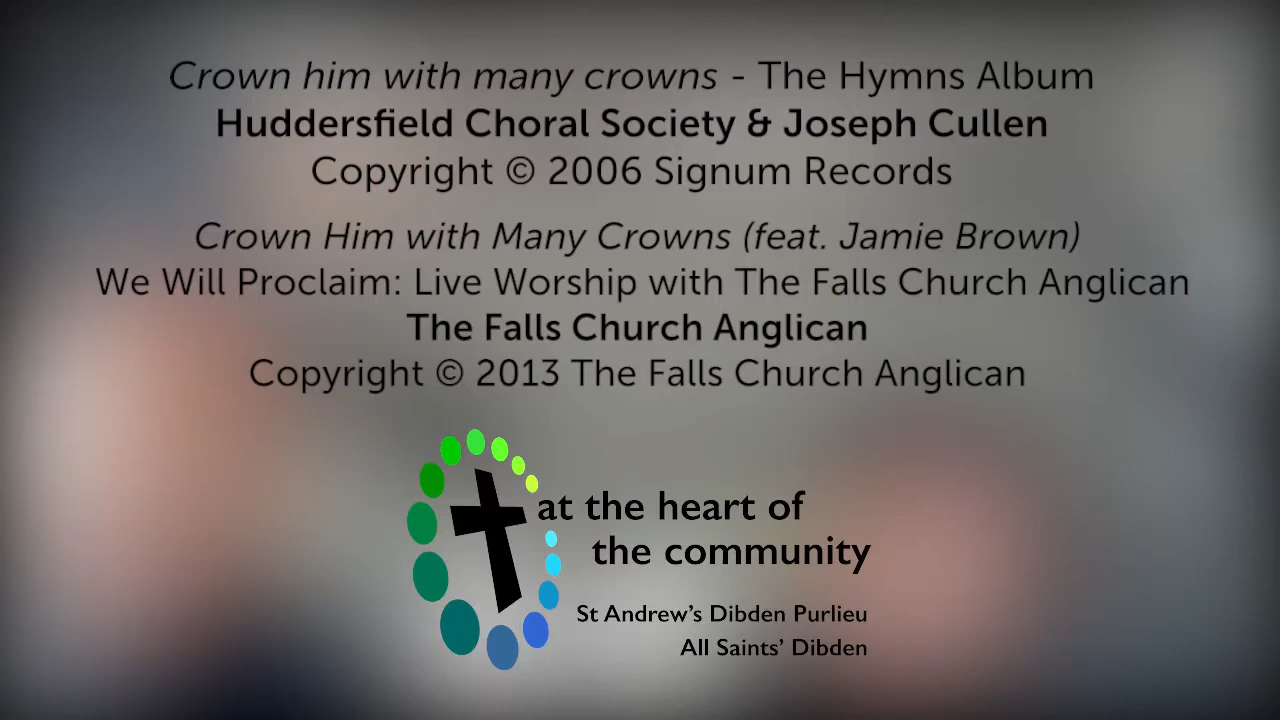 Crown him with many crowns - The Hymns Album
Huddersfield Choral Society & Joseph Cullen
Copyright © 2006 Signum Records
Crown Him with Many Crowns (feat. Jamie Brown)
We Will Proclaim: Live Worship with The Falls Church Anglican
The Falls Church Anglican
Copyright © 2013 The Falls Church Anglican
at the heart of
the community
St Andrew's Dibden Purlieu
All Saints' Dibden